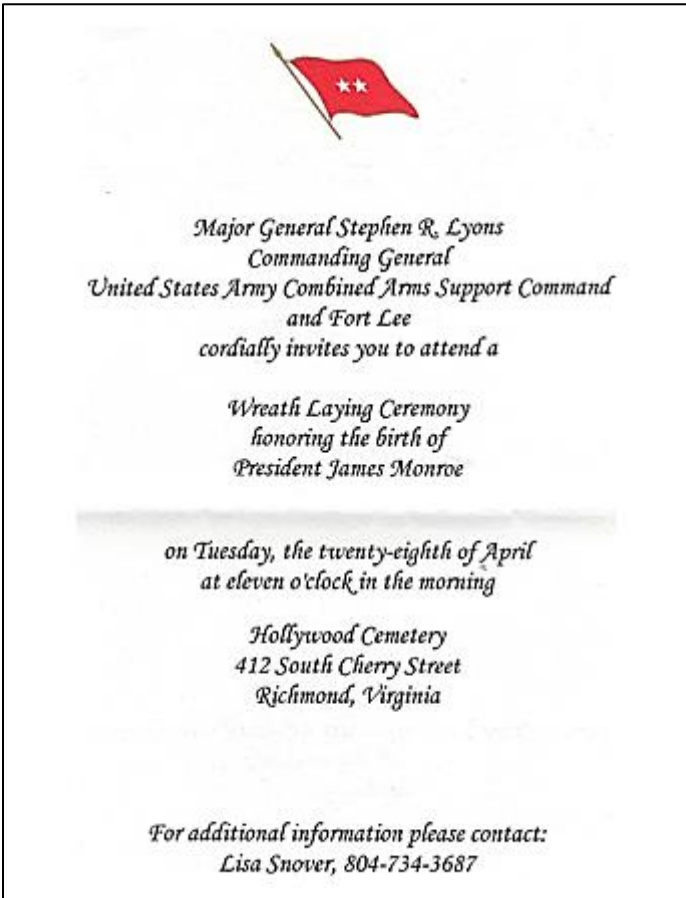 Major General Stephen R. Lyons
Commanding General
United States Army Combined Arms Support Command
and Fort Lee
cordially invites you to attend a
Wreath Laying Ceremony
honoring the birth of
President James Monroe
on Tuesday, the twenty-eighth of April
at eleven o'clock in the morning
Hollywood Cemetery
412 South Cherry Street
Richmond, Virginia
For additional information please contact:
Lisa Snover, 804-734-3687